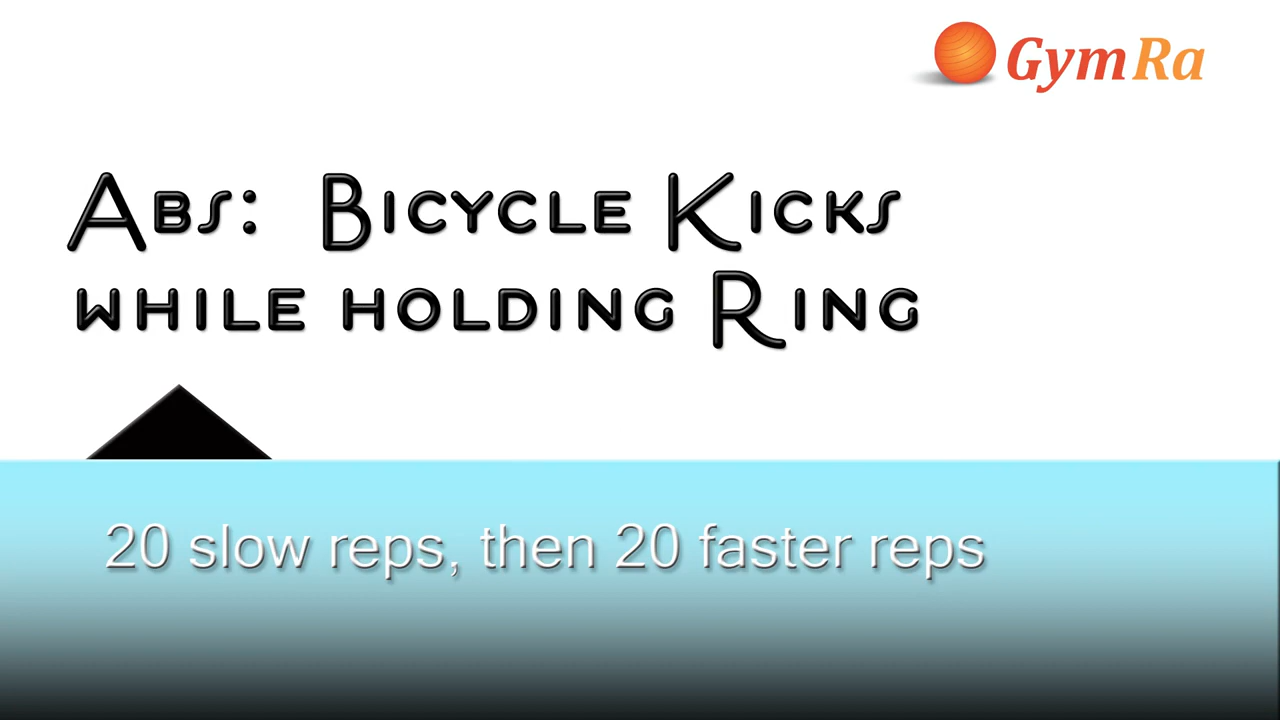 GymRa
Abs: Bicycle Kicks
while holding Ring
20 slow reps, then 20 faster reps